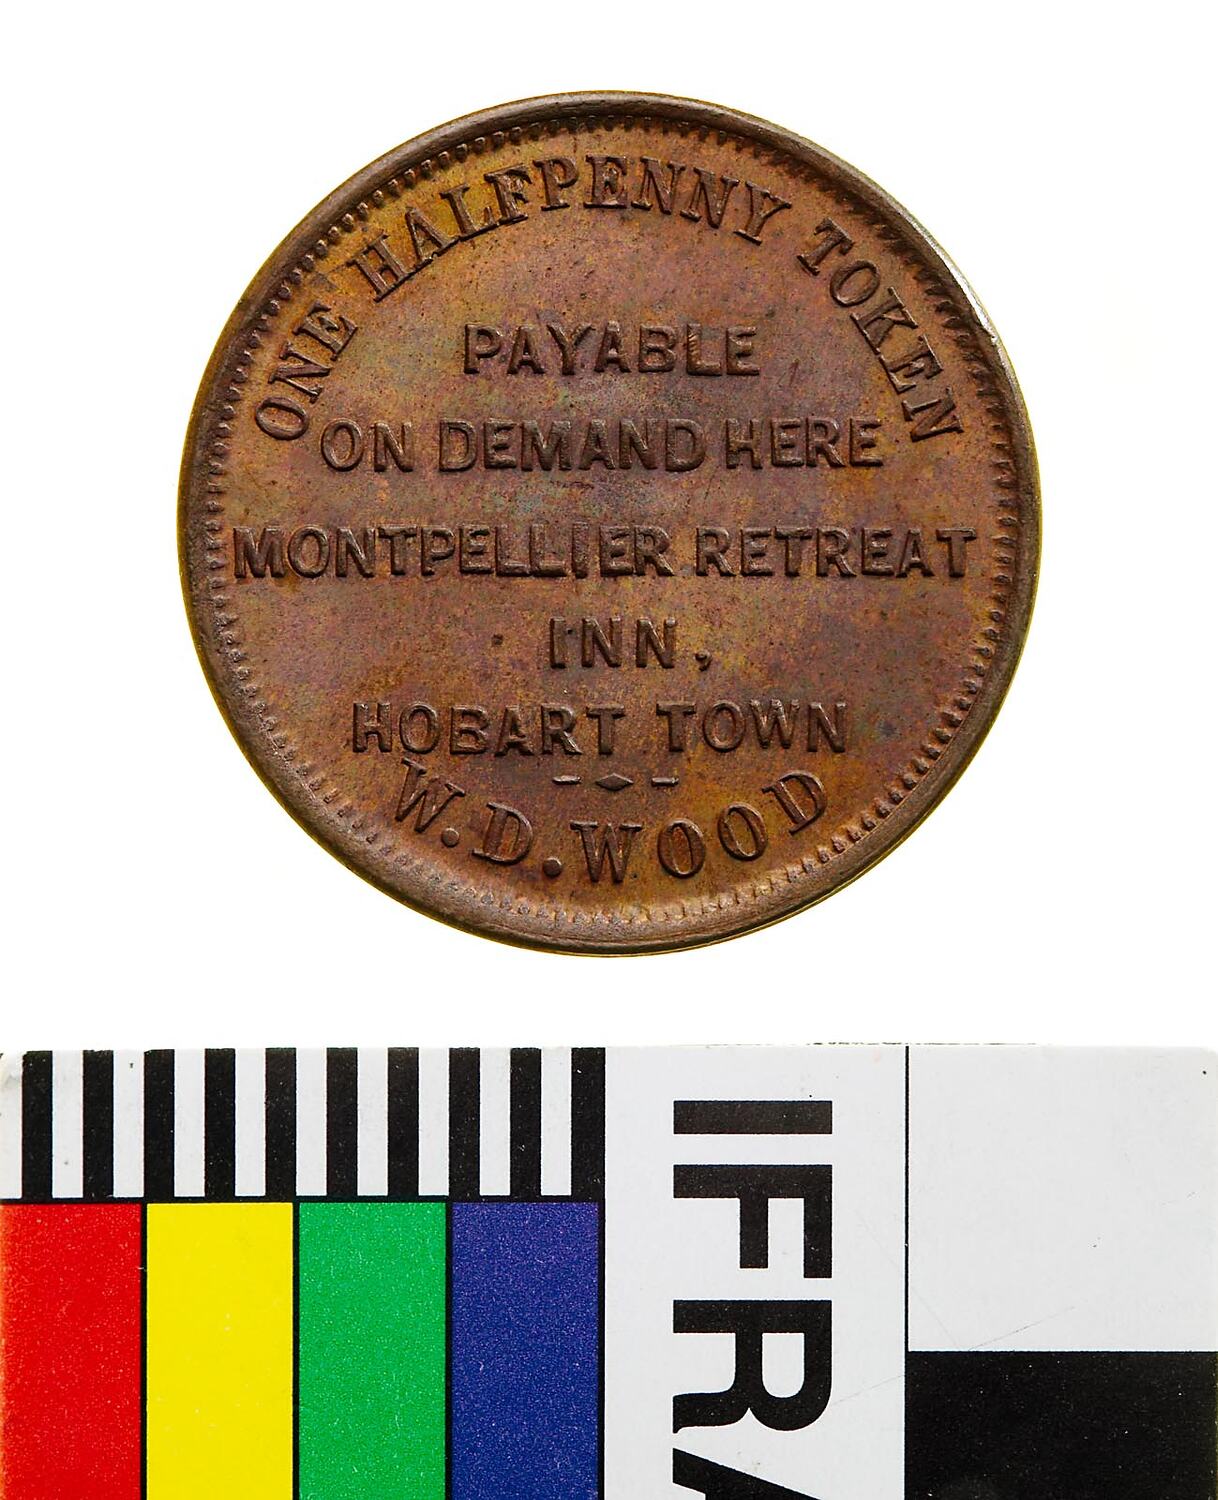 ONE HALFPENNY TOKEN
PAYABLE
ON DEMAND HERE
MONTPELLIER RETREAT
INN,
HOBART TOWN
W.D.WOOD
IFRA